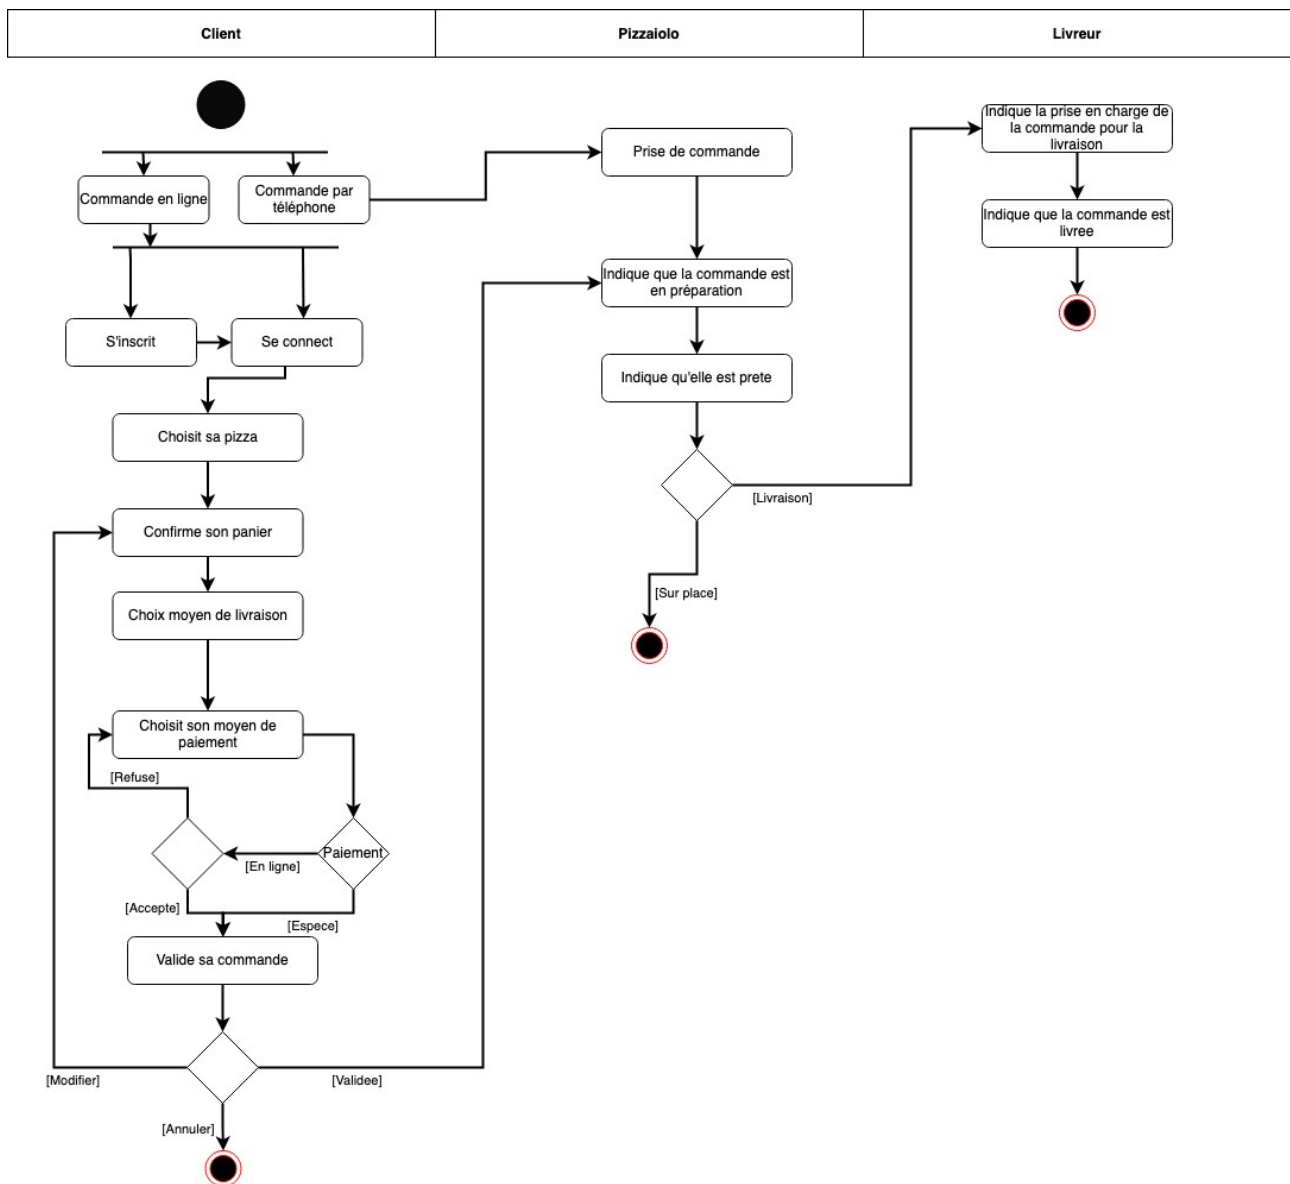 Client
Pizzaiolo
Livreur
Commande en ligne
Commande par
téléphone
S'inscrit
Se connect
Choisit sa pizza
Confirme son panier
Choix moyen de livraison
Choisit son moyen de
paiement
[Refuse]
Paiement
[En ligne]
[Accepte]
[Espece]
Valide sa commande
[Modifier]
[Validee]
[Annuler]
Prise de commande
Indique que la commande est
en préparation
Indique qu'elle est prete
[Livraison]
[Sur place]
Indique la prise en charge de
la commande pour la
livraison
Indique que la commande est
livree